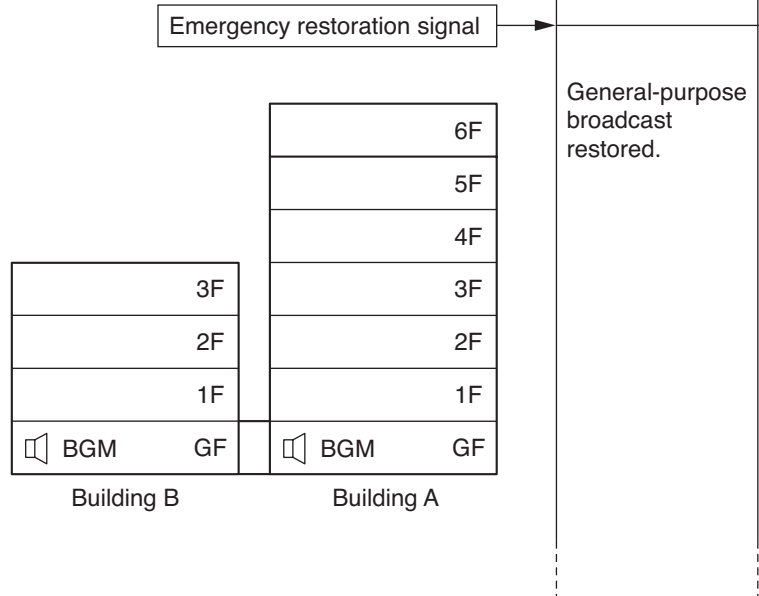 Emergency restoration signal
General-purpose
broadcast
restored.
6F
5F
4F
3F 3F
2F 2F
1F 1F
BGM GF BGM GF
Building B Building A